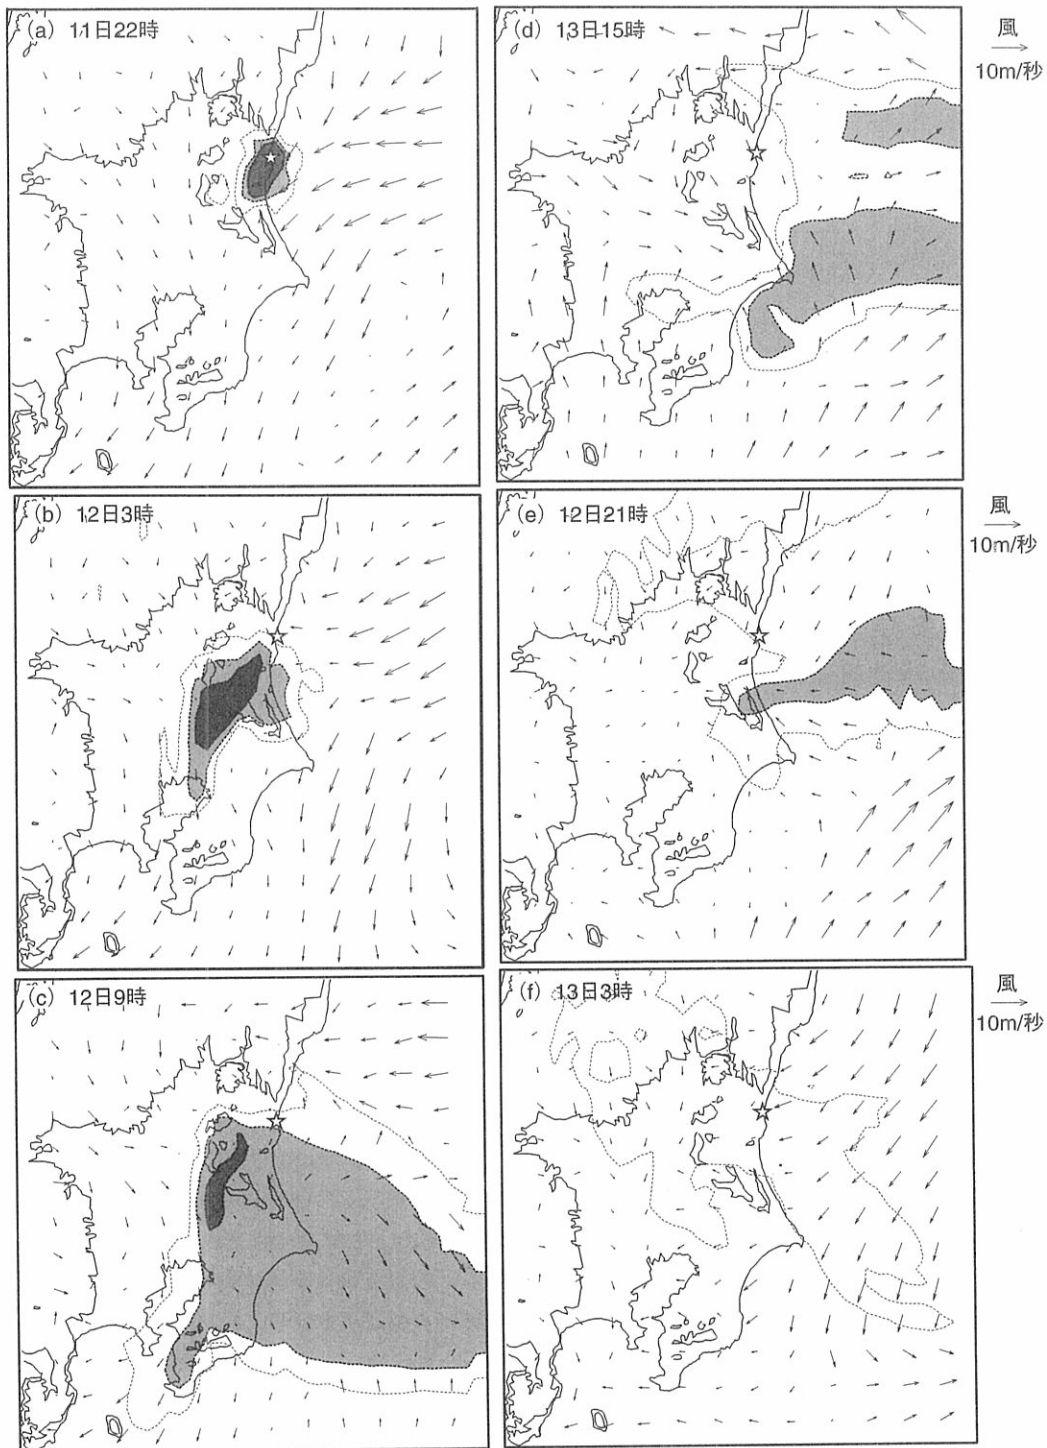 (a) 11日22時
(d) 13日15時
風
10m/秒
(b) 12日3時
(e) 12日21時
風
10m/秒
(c) 12日9時
(f) 13日3時
風
10m/秒